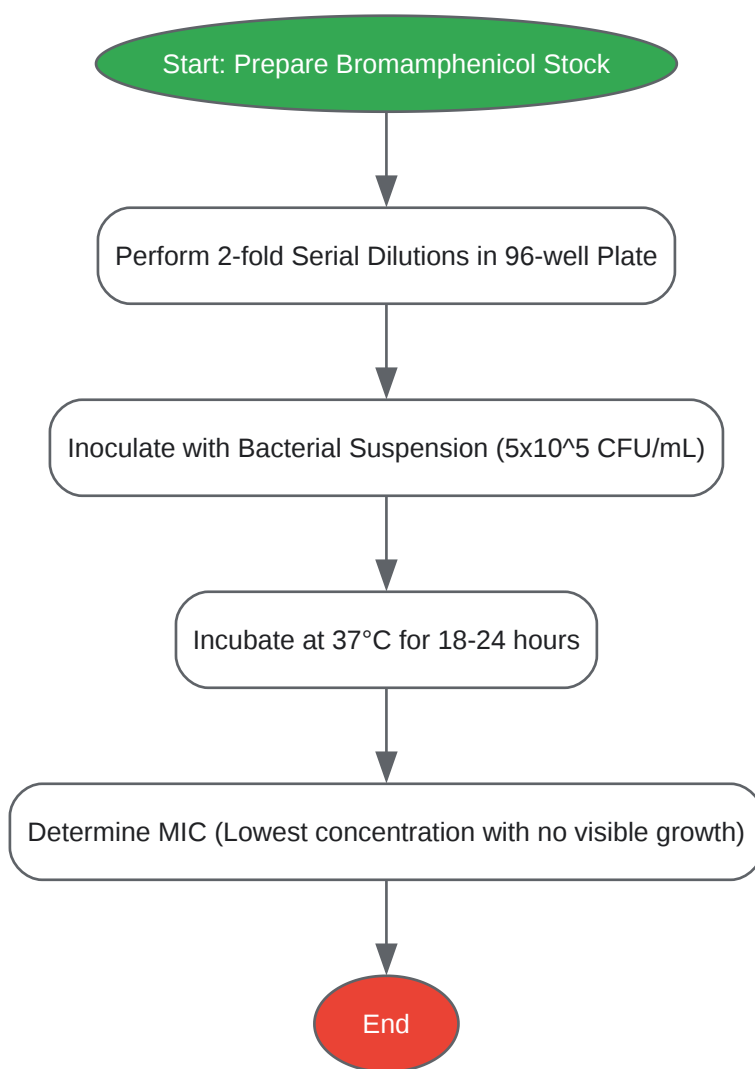 Start: Prepare Bromamphenicol Stock
Perform 2-fold Serial Dilutions in 96-well Plate
Inoculate with Bacterial Suspension (5x10^5 CFU/mL)
Incubate at 37°C for 18-24 hours
Determine MIC (Lowest concentration with no visible growth)
End